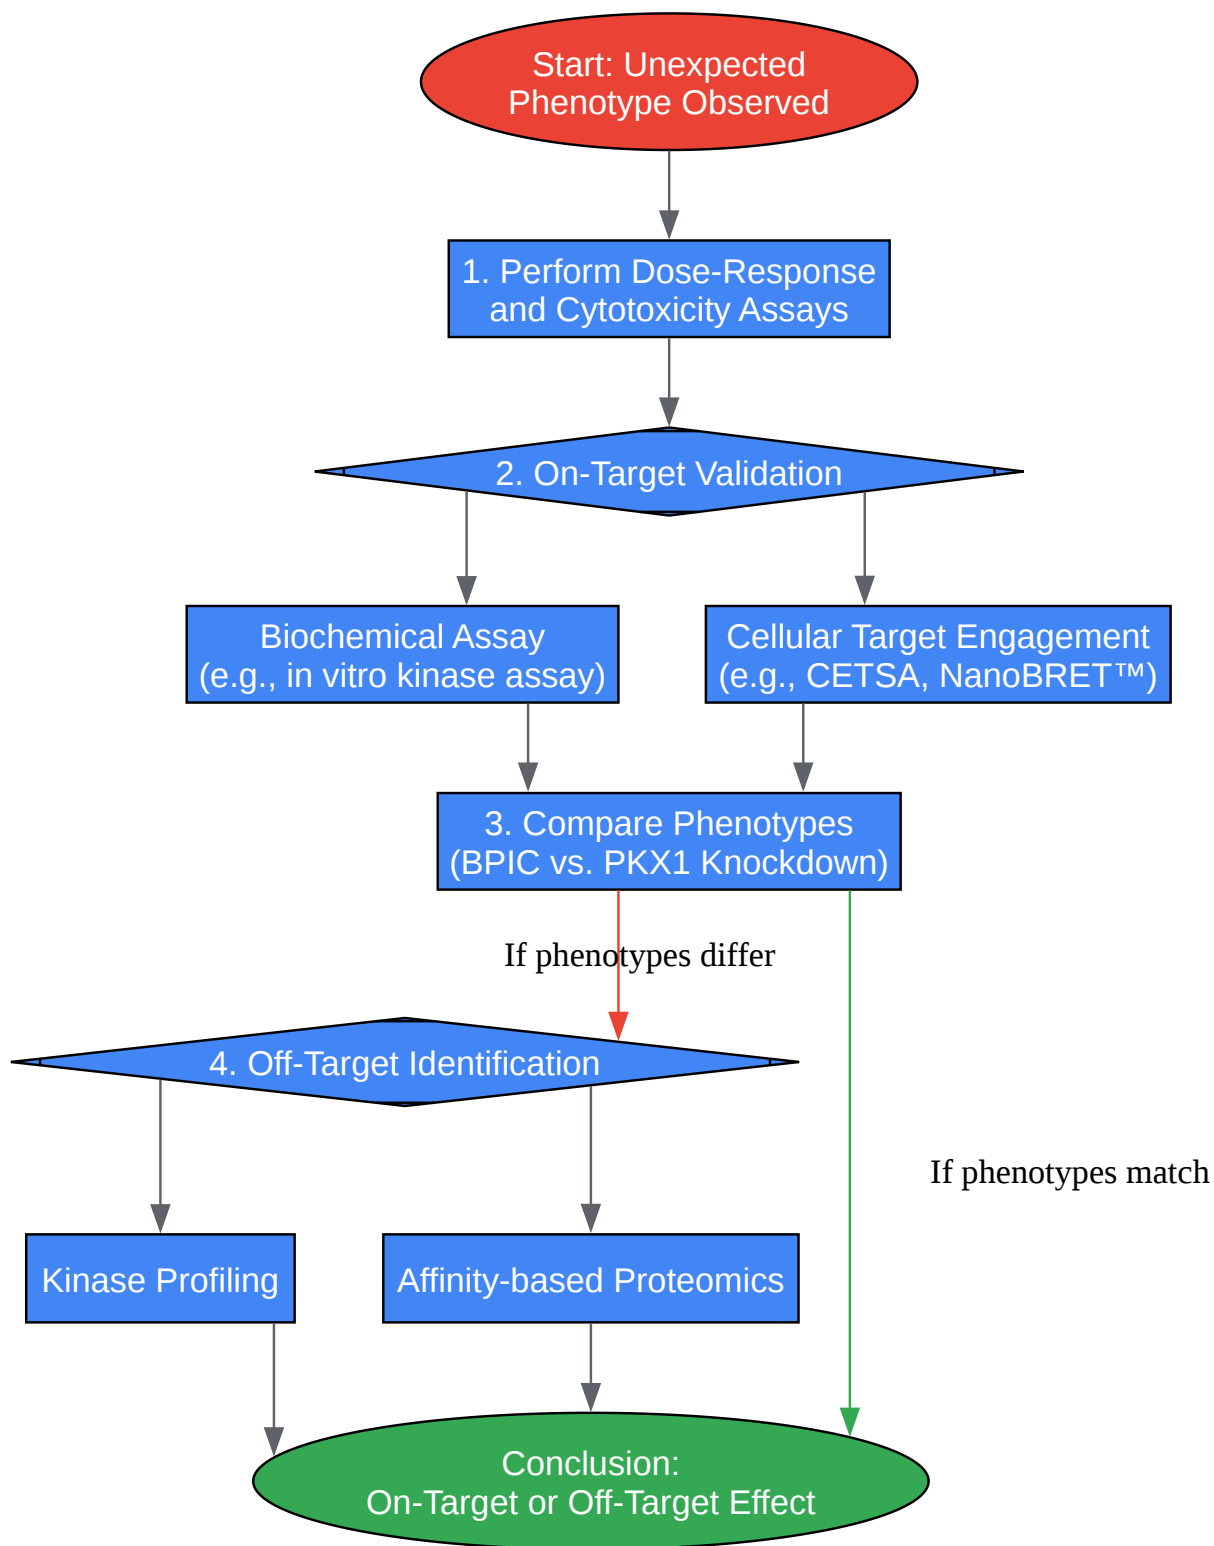 Start: Unexpected
Phenotype Observed
1. Perform Dose-Response
and Cytotoxicity Assays
2. On-Target Validation
Biochemical Assay
(e.g., in vitro kinase assay)
Cellular Target Engagement
(e.g., CETSA, NanoBRET™)
3. Compare Phenotypes
(BPIC vs. PKX1 Knockdown)
If phenotypes differ
4. Off-Target Identification
If phenotypes match
Kinase Profiling
Affinity-based Proteomics
Conclusion:
On-Target or Off-Target Effect